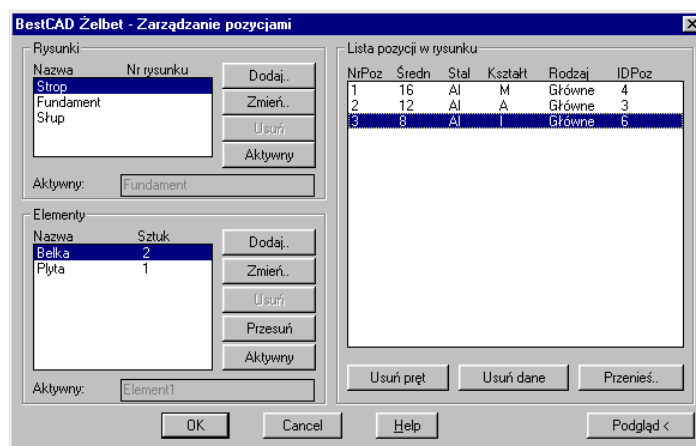 BestCAD Żelbet - Zarządzanie pozycjami
Rysunki
Nazwa Nr rysunku
Strop
Fundament
Słup
Dodaj..
Zmień..
Usuń
Aktywny
Aktywny: Fundament
Elementy
Nazwa Sztuk
Belka 2
Plyta 1
Dodaj..
Zmień..
Usuń
Przesuń
Aktywny
Aktywny: Element1
Lista pozycji w rysunku
NrPoz Średn Stal Kształt Rodzaj IDPoz
1 16 AI M Główne 4
2 12 AI A Główne 3
3 8 AI I Główne 6
Usuń pręt Usuń dane Przenieś..
OK Cancel Help Podgląd <